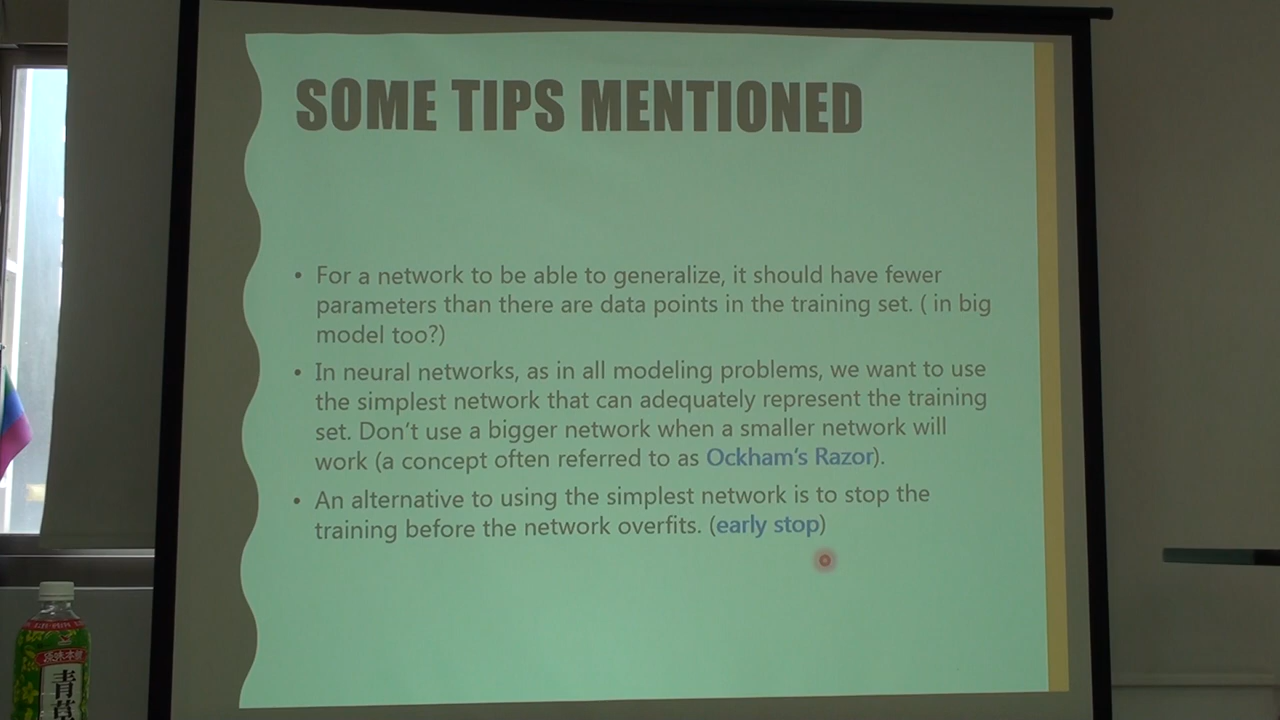 SOME TIPS MENTIONED
• For a network to be able to generalize, it should have fewer
parameters than there are data points in the training set. ( in big
model too?)
• In neural networks, as in all modeling problems, we want to use
the simplest network that can adequately represent the training
set. Don't use a bigger network when a smaller network will
work (a concept often referred to as Ockham's Razor).
• An alternative to using the simplest network is to stop the
training before the network overfits. (early stop)
青草